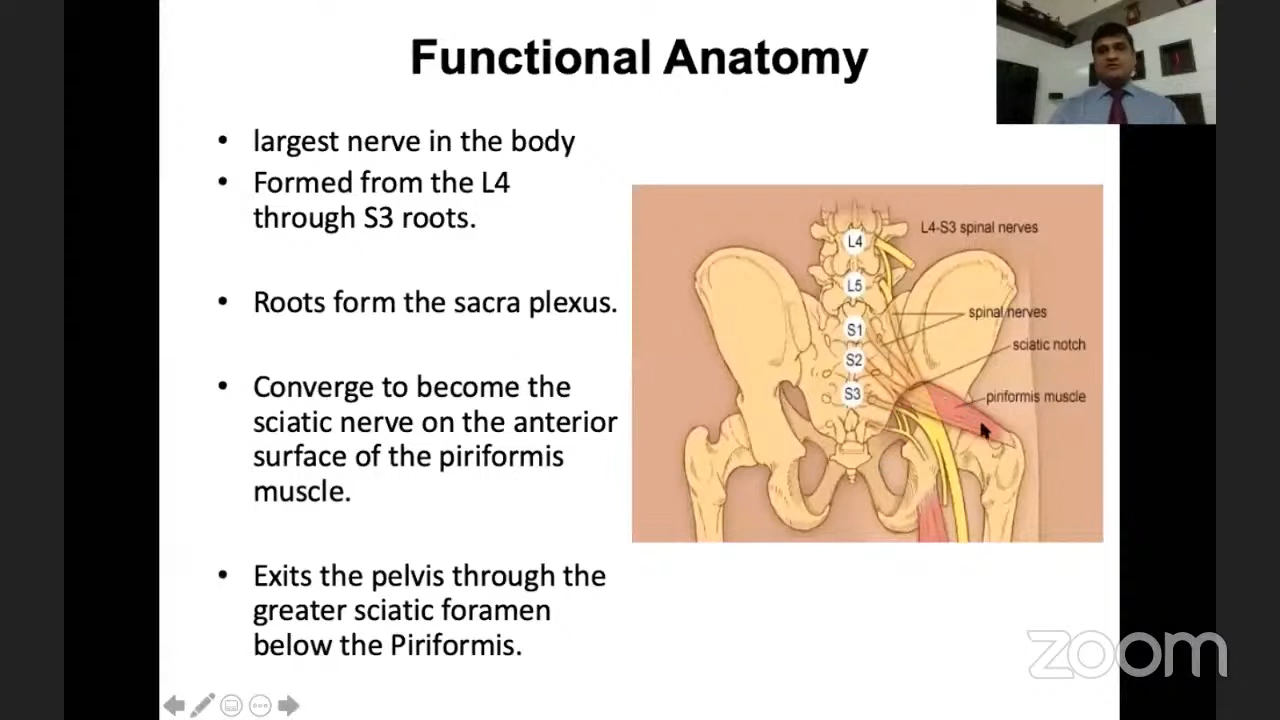 Functional Anatomy
• largest nerve in the body
• Formed from the L4
through S3 roots.
• Roots form the sacra plexus.
• Converge to become the
sciatic nerve on the anterior
surface of the piriformis
muscle.
• Exits the pelvis through the
greater sciatic foramen
below the Piriformis.
L4-S3 spinal nerves
L4
L5
spinal nerves
S1
sciatic notch
S2
S3
piriformis muscle
zoom